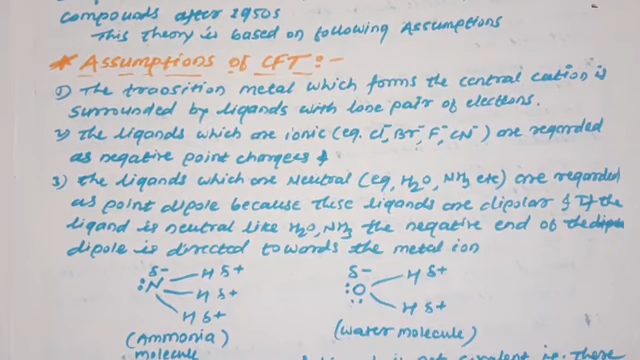 compounds after 1950s
This Theory is based on following Assumptions
* Assumptions of CFT :-
1) The transition metal which forms the central cation is
surrounded by ligands with lone pair of electrons.
2) The ligands which are ionic (eg. Cl⁻, Br⁻, F⁻, CN⁻) are regarded
as negative point charges &
3) The ligands which are Neutral (eg, H₂O, NH₃ etc) are regarded
as point dipole because these ligands are dipolar & If the
ligand is neutral like H₂O, NH₃ the negative end of the
dipole is directed towards the metal ion
δ- H δ+ δ- H δ+
:N H δ+ :O:
H δ+ H δ+
(Ammonia) (Water molecule)
molecule
not covalent ie. There